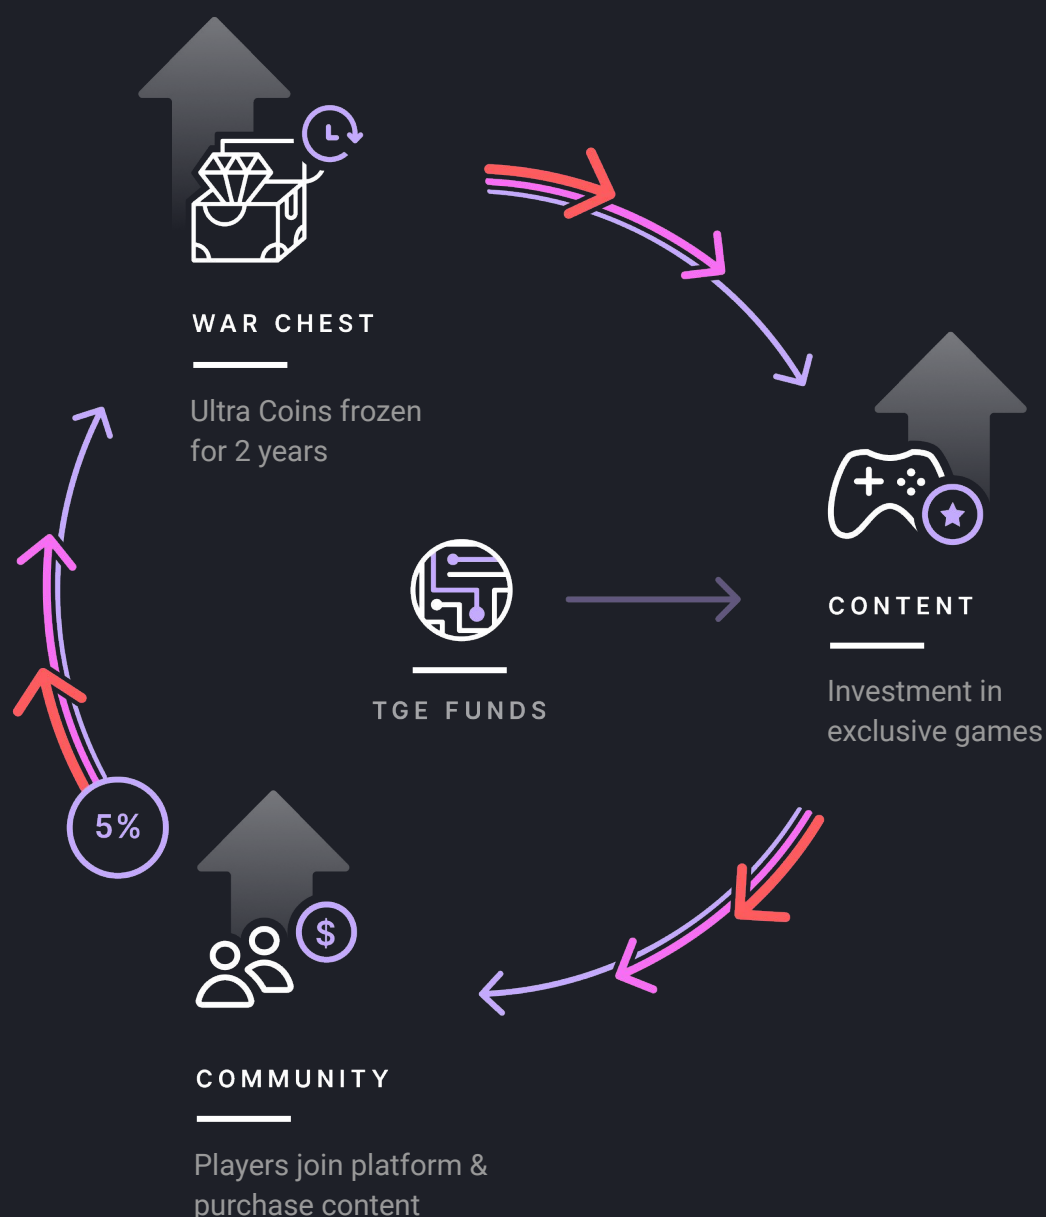 WAR CHEST
Ultra Coins frozen
for 2 years
CONTENT
Investment in
exclusive games
TGE FUNDS
5%
$
COMMUNITY
Players join platform &
purchase content